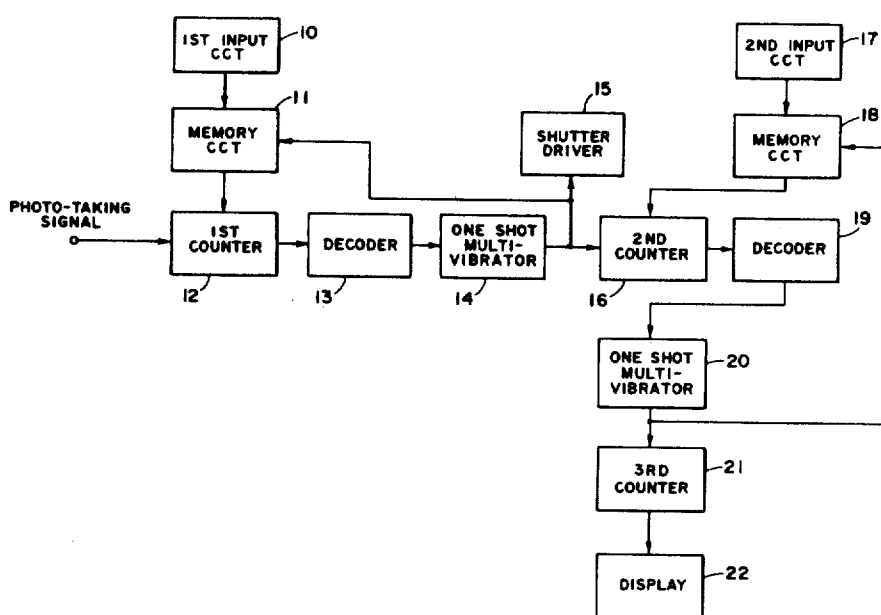 1ST INPUT
CCT
10
2ND INPUT
CCT
17
MEMORY
CCT
11
SHUTTER
DRIVER
15
MEMORY
CCT
18
PHOTO-TAKING
SIGNAL
1ST
COUNTER
12
DECODER
13
ONE SHOT
MULTI-
VIBRATOR
14
2ND
COUNTER
16
DECODER
19
ONE SHOT
MULTI-
VIBRATOR
20
3RD
COUNTER
21
DISPLAY
22